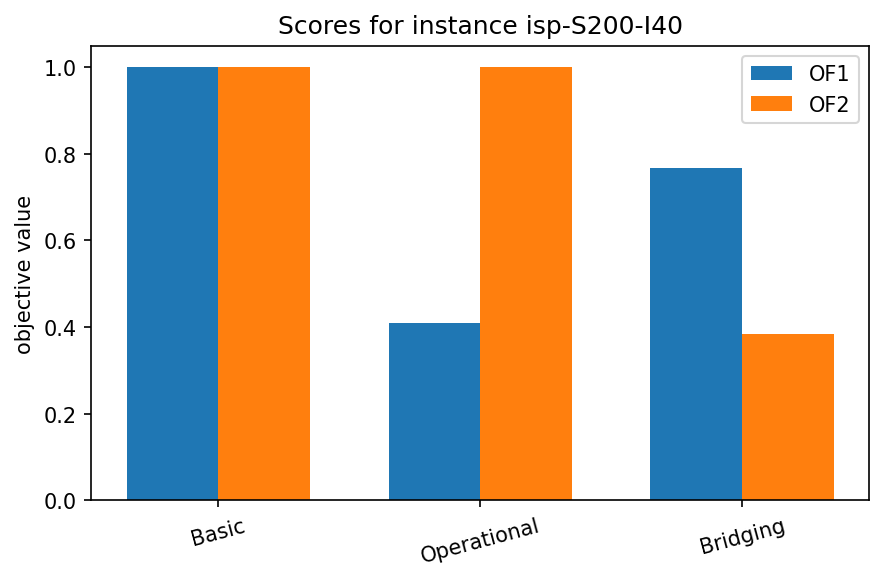 Scores for instance isp-S200-I40
OF1
OF2
objective value
1.0
0.8
0.6
0.4
0.2
0.0
Basic
Operational
Bridging